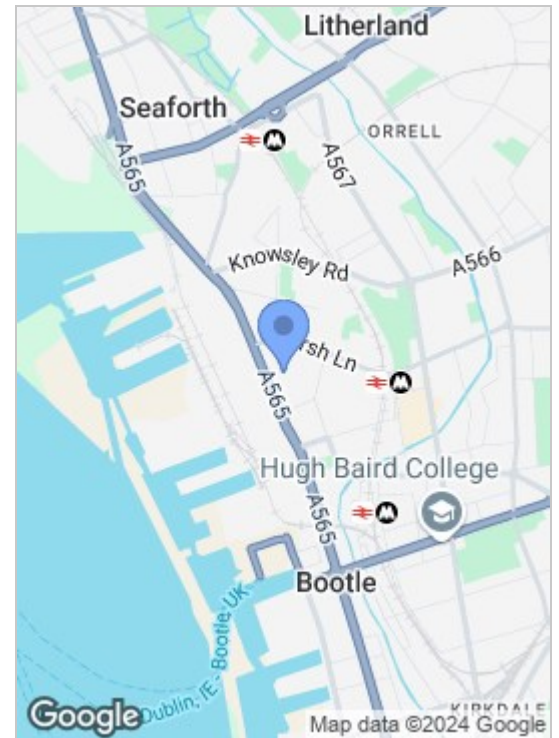 Litherland
Seaforth
ORRELL
A565
A567
Knowsley Rd
A566
rsh Ln
A565
Hugh Baird College
A565
Bootle
Dublin, IE - Bootle, UK
KIRKDALE
Google
Map data ©2024 Google